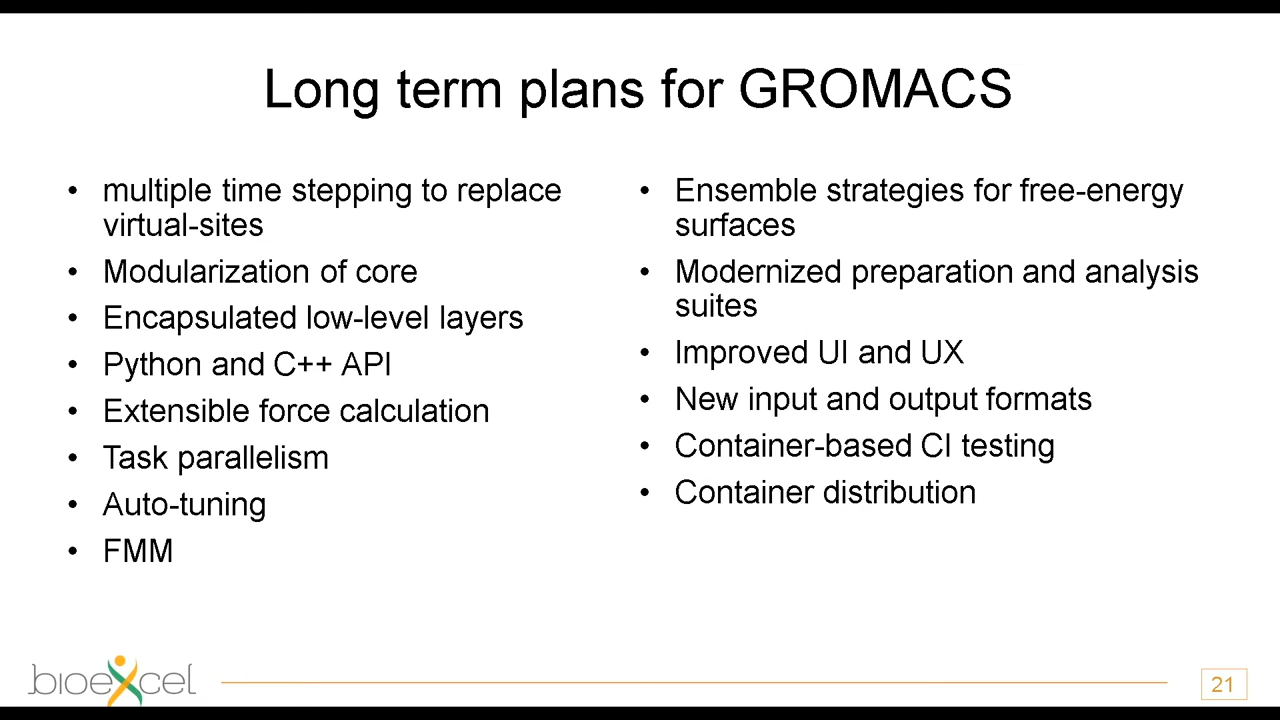 Long term plans for GROMACS
• multiple time stepping to replace
virtual-sites
• Modularization of core
• Encapsulated low-level layers
• Python and C++ API
• Extensible force calculation
• Task parallelism
• Auto-tuning
• FMM
• Ensemble strategies for free-energy
surfaces
• Modernized preparation and analysis
suites
• Improved UI and UX
• New input and output formats
• Container-based CI testing
• Container distribution
bioexcel
21